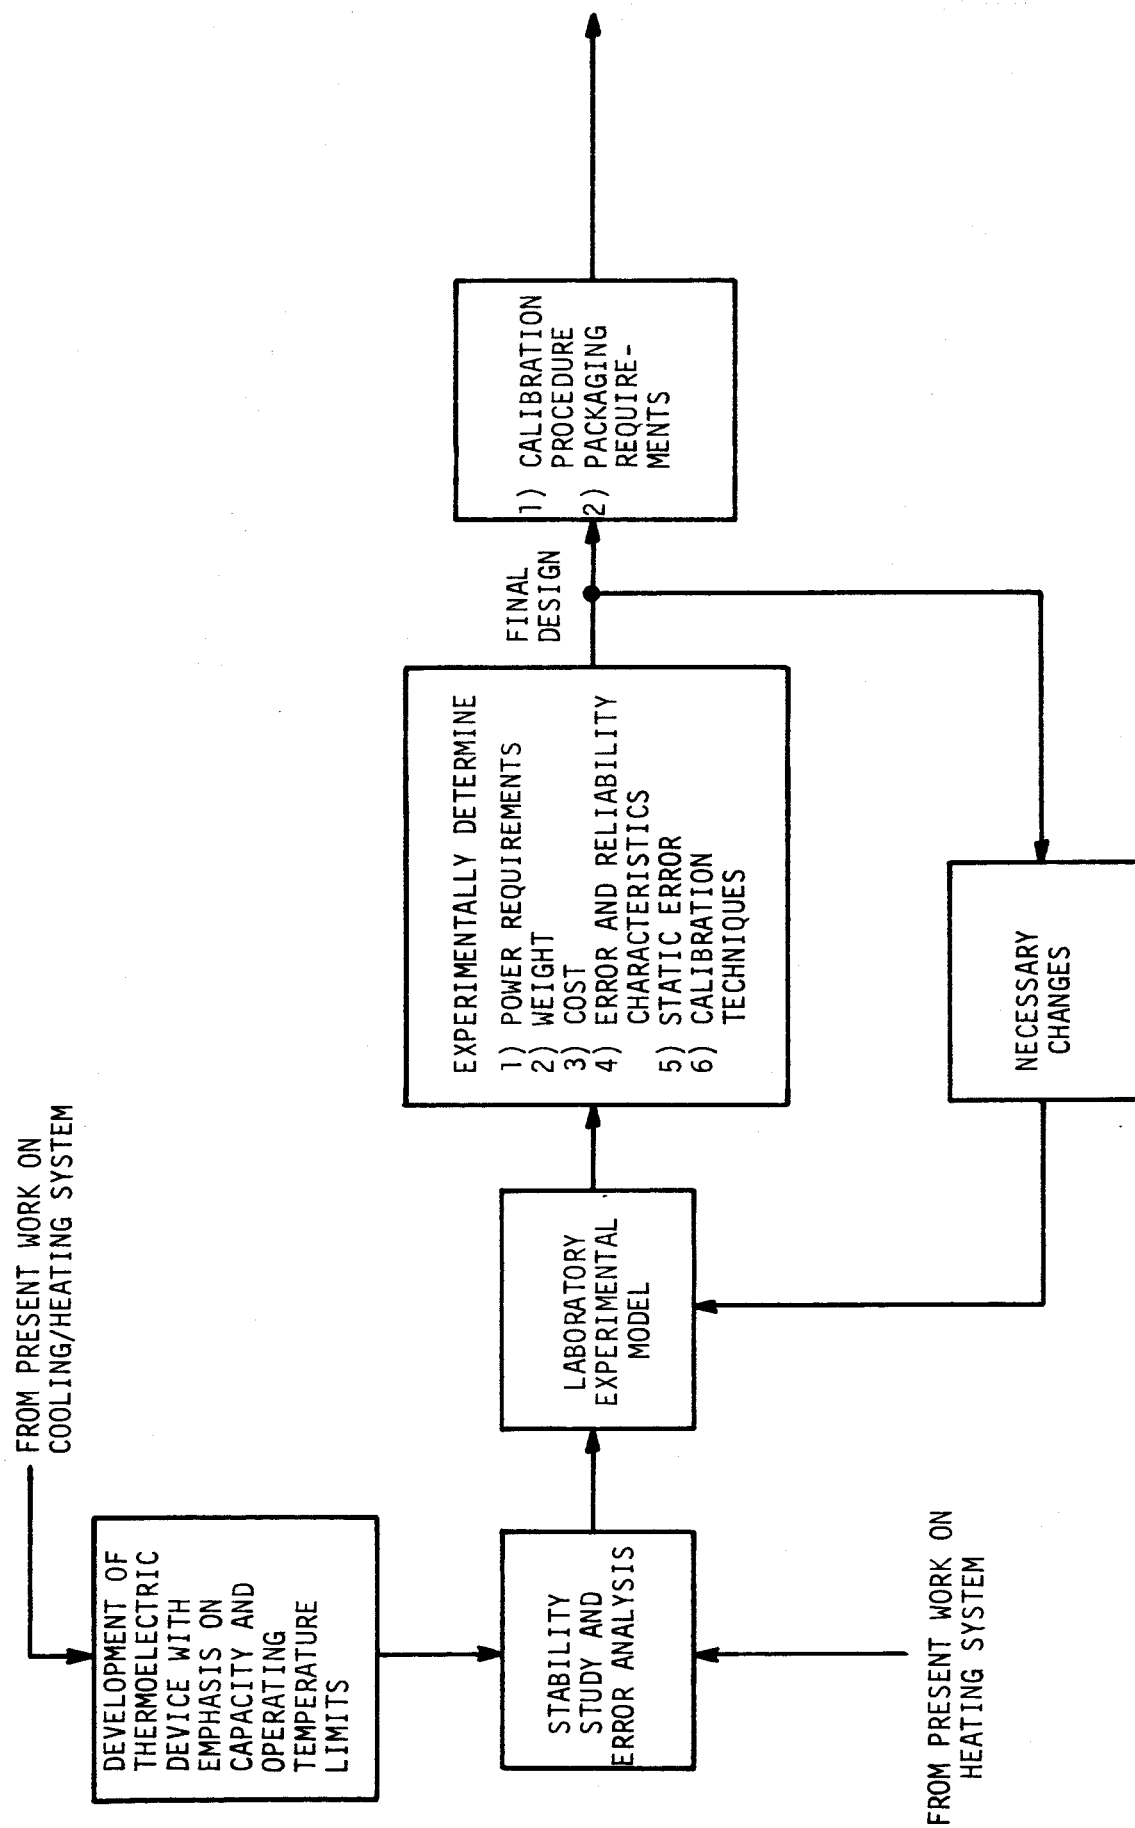 FROM PRESENT WORK ON
COOLING/HEATING SYSTEM
DEVELOPMENT OF
THERMOELECTRIC
DEVICE WITH
EMPHASIS ON
CAPACITY AND
OPERATING
TEMPERATURE
LIMITS
STABILITY
STUDY AND
ERROR ANALYSIS
FROM PRESENT WORK ON
HEATING SYSTEM
LABORATORY
EXPERIMENTAL
MODEL
EXPERIMENTALLY DETERMINE
1) POWER REQUIREMENTS
2) WEIGHT
3) COST
4) ERROR AND RELIABILITY
CHARACTERISTICS
5) STATIC ERROR
6) CALIBRATION
TECHNIQUES
NECESSARY
CHANGES
FINAL
DESIGN
1) CALIBRATION
PROCEDURE
2) PACKAGING
REQUIRE-
MENTS